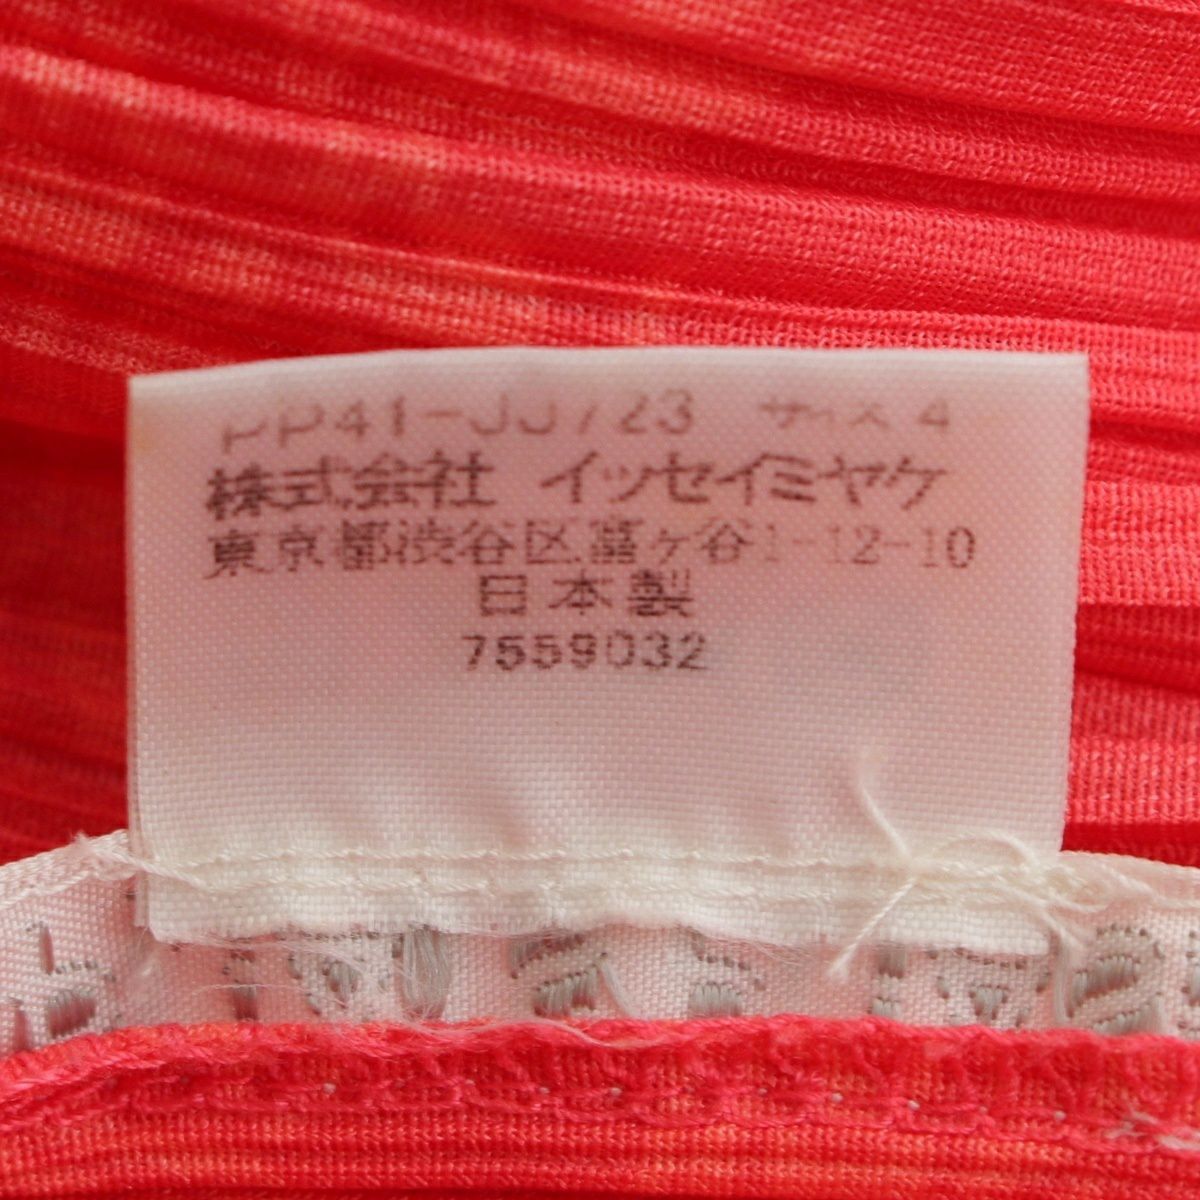 PP41-JJ723 サイズ 4
株式会社 イッセイミヤケ
東京都渋谷区富ヶ谷1-12-10
日本製
7559032